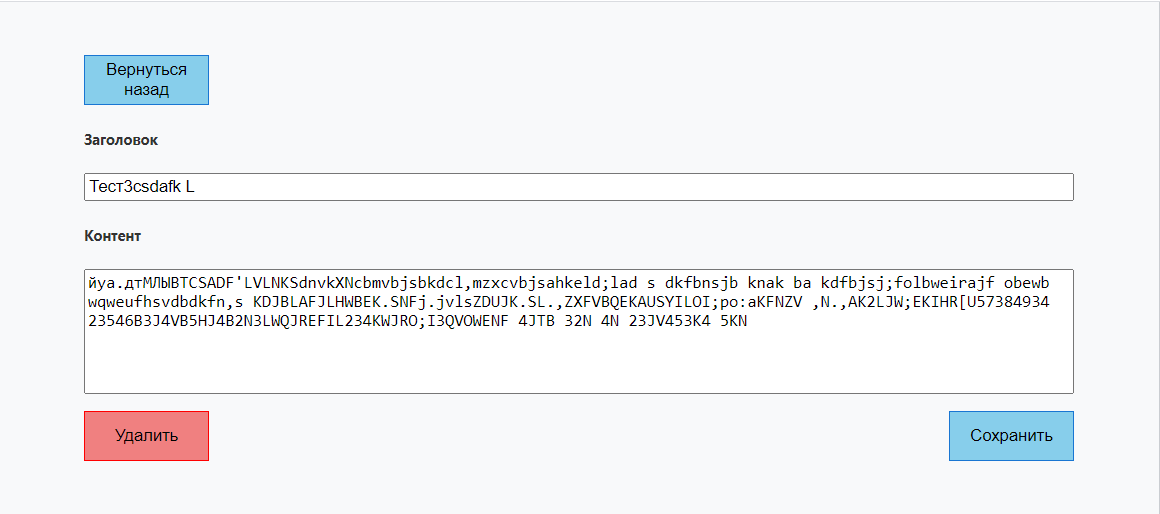 Вернуться
назад
Заголовок
Тест3csdafk L
Контент
йуа.дтМЛЫВТCSADF'LVLNKSdnvkXNcbmvbjsbkdcl,mzxcvbjsahkeld;lad s dkfbnsjb knak ba kdfbjsj;folbweirajf obewb
wqweufhsvdbdkfn,s KDJBLAFJLHWBEK.SNFj.jvlsZDUJK.SL.,ZXFVBQEKAUSYILOI;po:aKFNZV ,N.,AK2LJW;EKIHR[U57384934
23546B3J4VB5HJ4B2N3LWQJREFIL234KWJRO;I3QVOWENF 4JTB 32N 4N 23JV453K4 5KN
Удалить
Сохранить